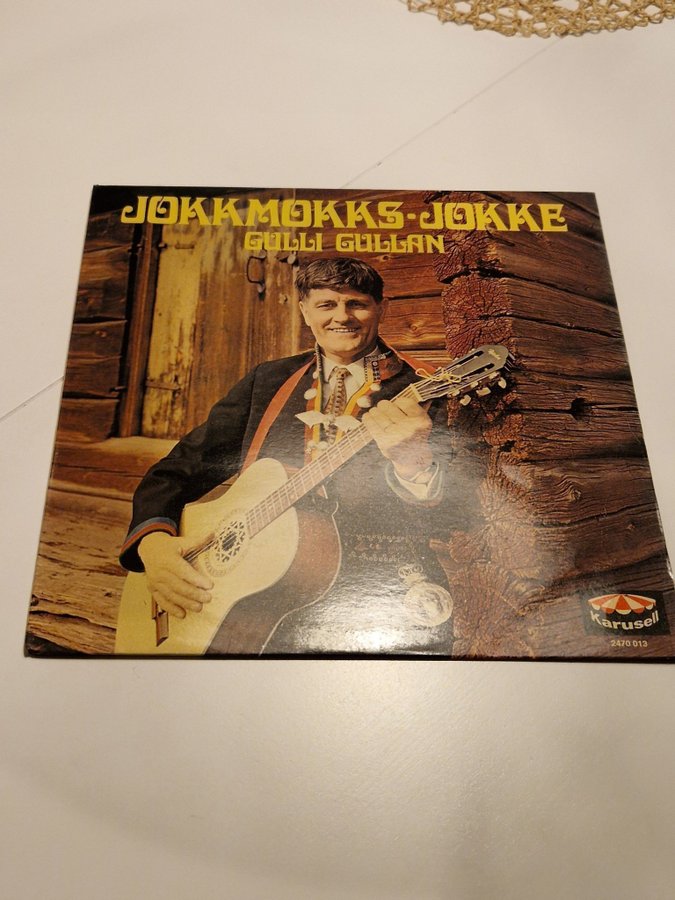 JOKKMOKKS-JOKKE
GULLI GULLAN
Karusell
2470 013